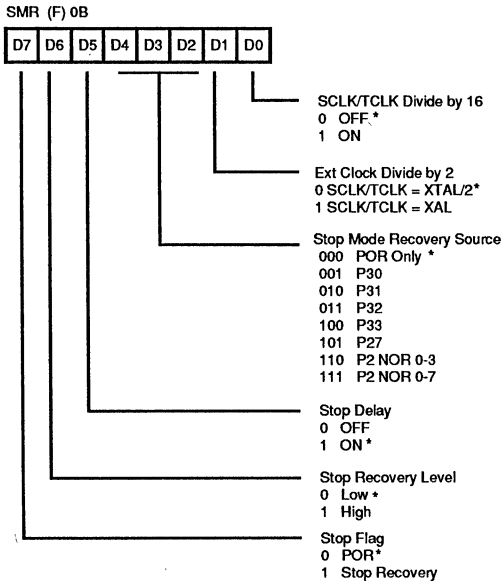 SMR (F) 0B
D7 D6 D5 D4 D3 D2 D1 D0
SCLK/TCLK Divide by 16
0 OFF *
1 ON
Ext Clock Divide by 2
0 SCLK/TCLK = XTAL/2*
1 SCLK/TCLK = XAL
Stop Mode Recovery Source
000 POR Only *
001 P30
010 P31
011 P32
100 P33
101 P27
110 P2 NOR 0-3
111 P2 NOR 0-7
Stop Delay
0 OFF
1 ON *
Stop Recovery Level
0 Low *
1 High
Stop Flag
0 POR*
1 Stop Recovery